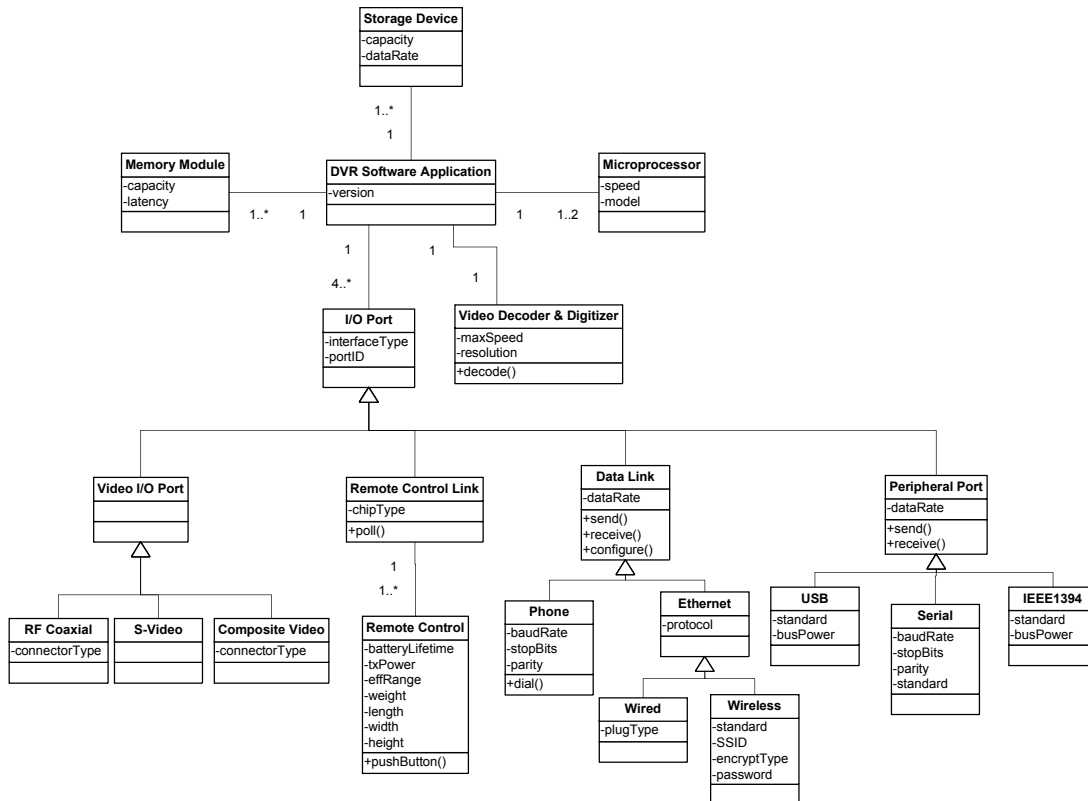 Storage Device
-capacity
-dataRate
1..*
1
Memory Module
-capacity
-latency
DVR Software Application
-version
Microprocessor
-speed
-model
1..*
1
1
1..2
1
1
4..*
1
I/O Port
-interfaceType
-portID
Video Decoder & Digitizer
-maxSpeed
-resolution
+decode()
Video I/O Port
Remote Control Link
-chipType
+poll()
Data Link
-dataRate
+send()
+receive()
+configure()
Peripheral Port
-dataRate
+send()
+receive()
1
1..*
RF Coaxial
-connectorType
S-Video
Composite Video
-connectorType
Remote Control
-batteryLifetime
-txPower
-effRange
-weight
-length
-width
-height
+pushButton()
Phone
-baudRate
-stopBits
-parity
+dial()
Ethernet
-protocol
USB
-standard
-busPower
Serial
-baudRate
-stopBits
-parity
-standard
IEEE1394
-standard
-busPower
Wired
-plugType
Wireless
-standard
-SSID
-encryptType
-password